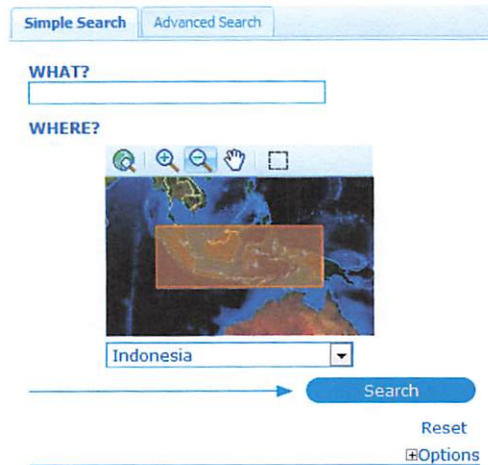 Simple Search Advanced Search
WHAT?
WHERE?
Indonesia
Search
Reset
Options